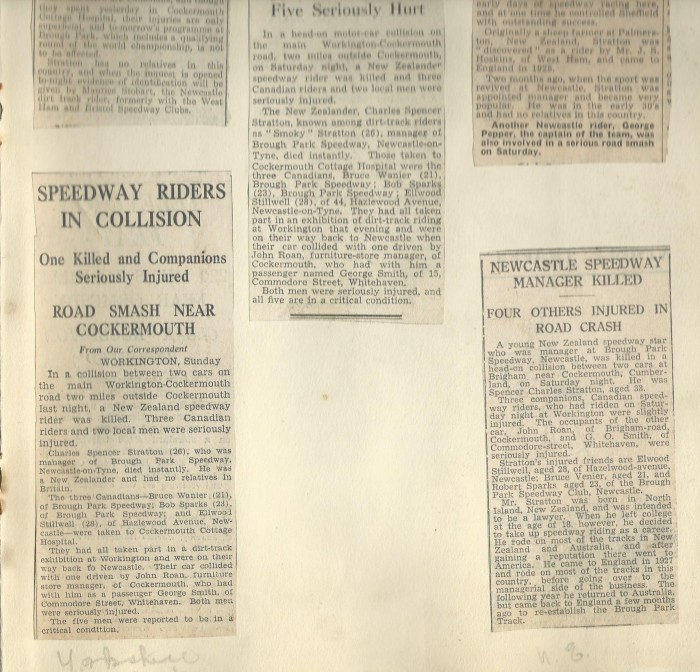 they spent yesterday in Cockermouth
Cottage Hospital, their injuries are only
superficial, and tomorrow's programme at
Brough Park, which includes a qualifying
round of the world championship, is not
to be affected.
Stratton has no relatives in this
country, and when the inquest is opened
to-night evidence of identification will be
given by Maurice Stobart, the Newcastle
dirt track rider, formerly with the West
Ham and Bristol Speedway Clubs.
SPEEDWAY RIDERS
IN COLLISION
One Killed and Companions
Seriously Injured
ROAD SMASH NEAR
COCKERMOUTH
From Our Correspondent
WORKINGTON, Sunday
In a collision between two cars on
the main Workington-Cockermouth
road two miles outside Cockermouth
last night, a New Zealand speedway
rider was killed. Three Canadian
riders and two local men were seriously
injured.
Charles Spencer Stratton (26), who was
manager of Brough Park Speedway,
Newcastle-on-Tyne, died instantly. He was
a New Zealander and had no relatives in
Britain.
The three Canadians—Bruce Wanier (21),
of Brough Park Speedway; Bob Sparks (23),
of Brough Park Speedway; and Ellwood
Stillwell (28), of Hazlewood Avenue, New-
castle—were taken to Cockermouth Cottage
Hospital.
They had all taken part in a dirt-track
exhibition at Workington and were on their
way back to Newcastle. Their car collided
with one driven by John Roan, furniture
store manager, of Cockermouth, who had
with him as a passenger George Smith, of
Commodore Street, Whitehaven. Both men
were seriously injured.
The five men were reported to be in a
critical condition.
Yorkshire
Five Seriously Hurt
In a head-on motor-car collision on
the main Workington-Cockermouth
road, two miles outside Cockermouth,
on Saturday night, a New Zealander
speedway rider was killed and three
Canadian riders and two local men were
seriously injured.
The New Zealander, Charles Spencer
Stratton, known among dirt-track riders
as "Smoky" Stratton (26), manager of
Brough Park Speedway, Newcastle-on-
Tyne, died instantly. Those taken to
Cockermouth Cottage Hospital were the
three Canadians, Bruce Wanier (21),
Brough Park Speedway; Bob Sparks
(23), Brough Park Speedway; Ellwood
Stillwell (28), of 44, Hazlewood Avenue,
Newcastle-on-Tyne. They had all taken
part in an exhibition of dirt-track riding
at Workington that evening and were
on their way back to Newcastle when
their car collided with one driven by
John Roan, furniture-store manager, of
Cockermouth, who had with him a
passenger named George Smith, of 15,
Commodore Street, Whitehaven.
Both men were seriously injured, and
all five are in a critical condition.
early days of speedway racing here,
and at one time he controlled Sheffield
with outstanding success.
Originally a sheep farmer at Palmers-
ton, New Zealand, Stratton was
"discovered" as a rider by Mr. J. S.
Hoskins, of West Ham, and came to
England in 1928.
Two months ago, when the sport was
revived at Newcastle, Stratton was
appointed manager and became very
popular. He was in the early 30's
and had no relatives in this country.
Another Newcastle rider, George
Pepper, the captain of the team, was
also involved in a serious road smash
on Saturday.
NEWCASTLE SPEEDWAY
MANAGER KILLED
FOUR OTHERS INJURED IN
ROAD CRASH
A young New Zealand speedway star
who was manager at Brough Park
Speedway, Newcastle, was killed in a
head-on collision between two cars at
Brigham near Cockermouth, Cumber-
land, on Saturday night. He was
Spencer Charles Stratton, aged 33.
Three companions, Canadian speed-
way riders, who had ridden on Satur-
day night at Workington were slightly
injured. The occupants of the other
car, John Roan, of Brigham-road,
Cockermouth, and G. O. Smith, of
Commodore-street, Whitehaven, were
seriously injured.
Stratton's injured friends are Elwood
Stillwell, aged 28, of Hazelwood-avenue,
Newcastle; Bruce Venier, aged 21, and
Robert Sparks aged 23, of the Brough
Park Speedway Club, Newcastle.
Mr. Stratton was born in North
Island, New Zealand, and was intended
to be a lawyer. When he left college
at the age of 18, however, he decided
to take up speedway riding as a career.
He rode on most of the tracks in New
Zealand and Australia, and after
gaining a reputation there went to
America. He came to England in 1927
and rode on most of the tracks in this
country, before going over to the
managerial side of the business. The
following year he returned to Australia,
but came back to England a few months
ago to re-establish the Brough Park
Track.
N. E.